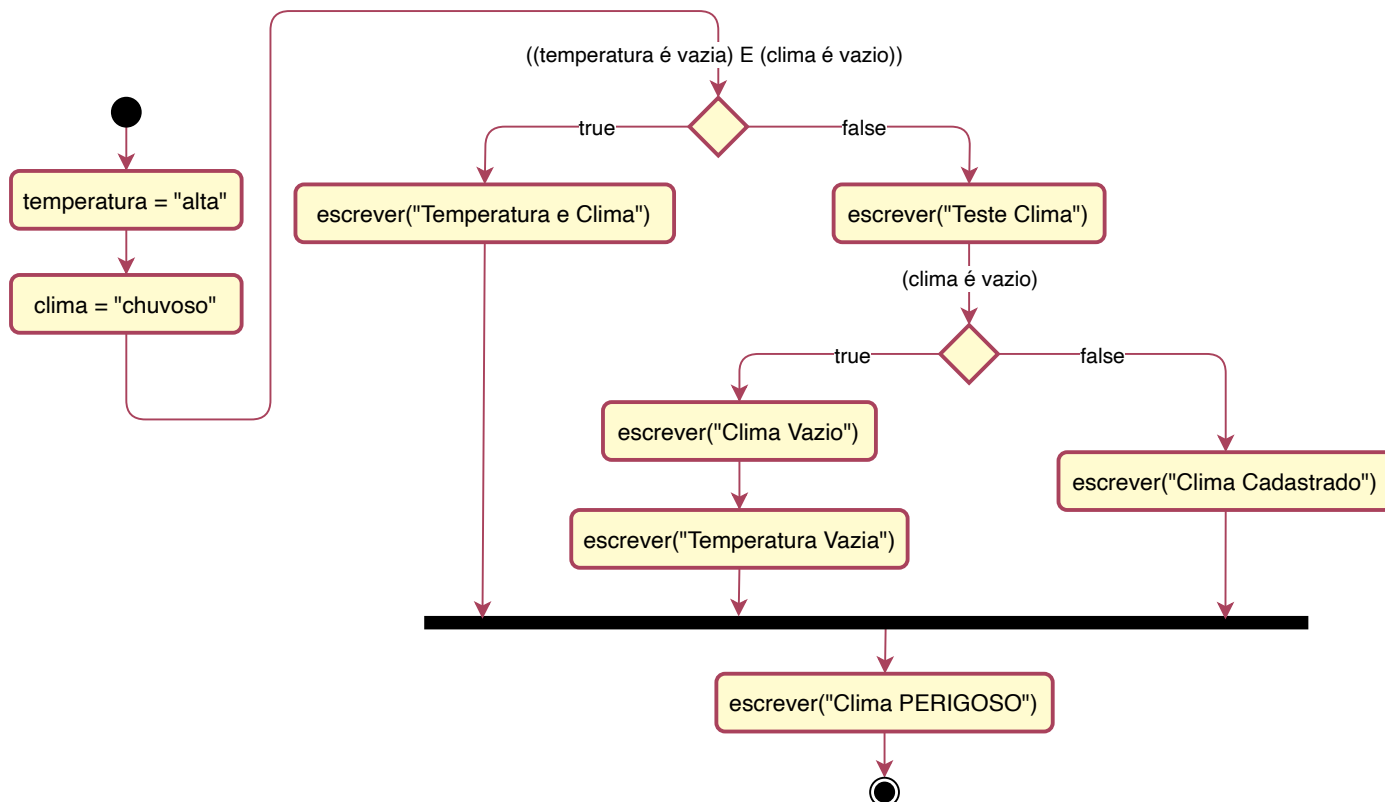 ((temperatura é vazia) E (clima é vazio))
true
false
temperatura = "alta"
escrever("Temperatura e Clima")
escrever("Teste Clima")
clima = "chuvoso"
(clima é vazio)
true
false
escrever("Clima Vazio")
escrever("Clima Cadastrado")
escrever("Temperatura Vazia")
escrever("Clima PERIGOSO")